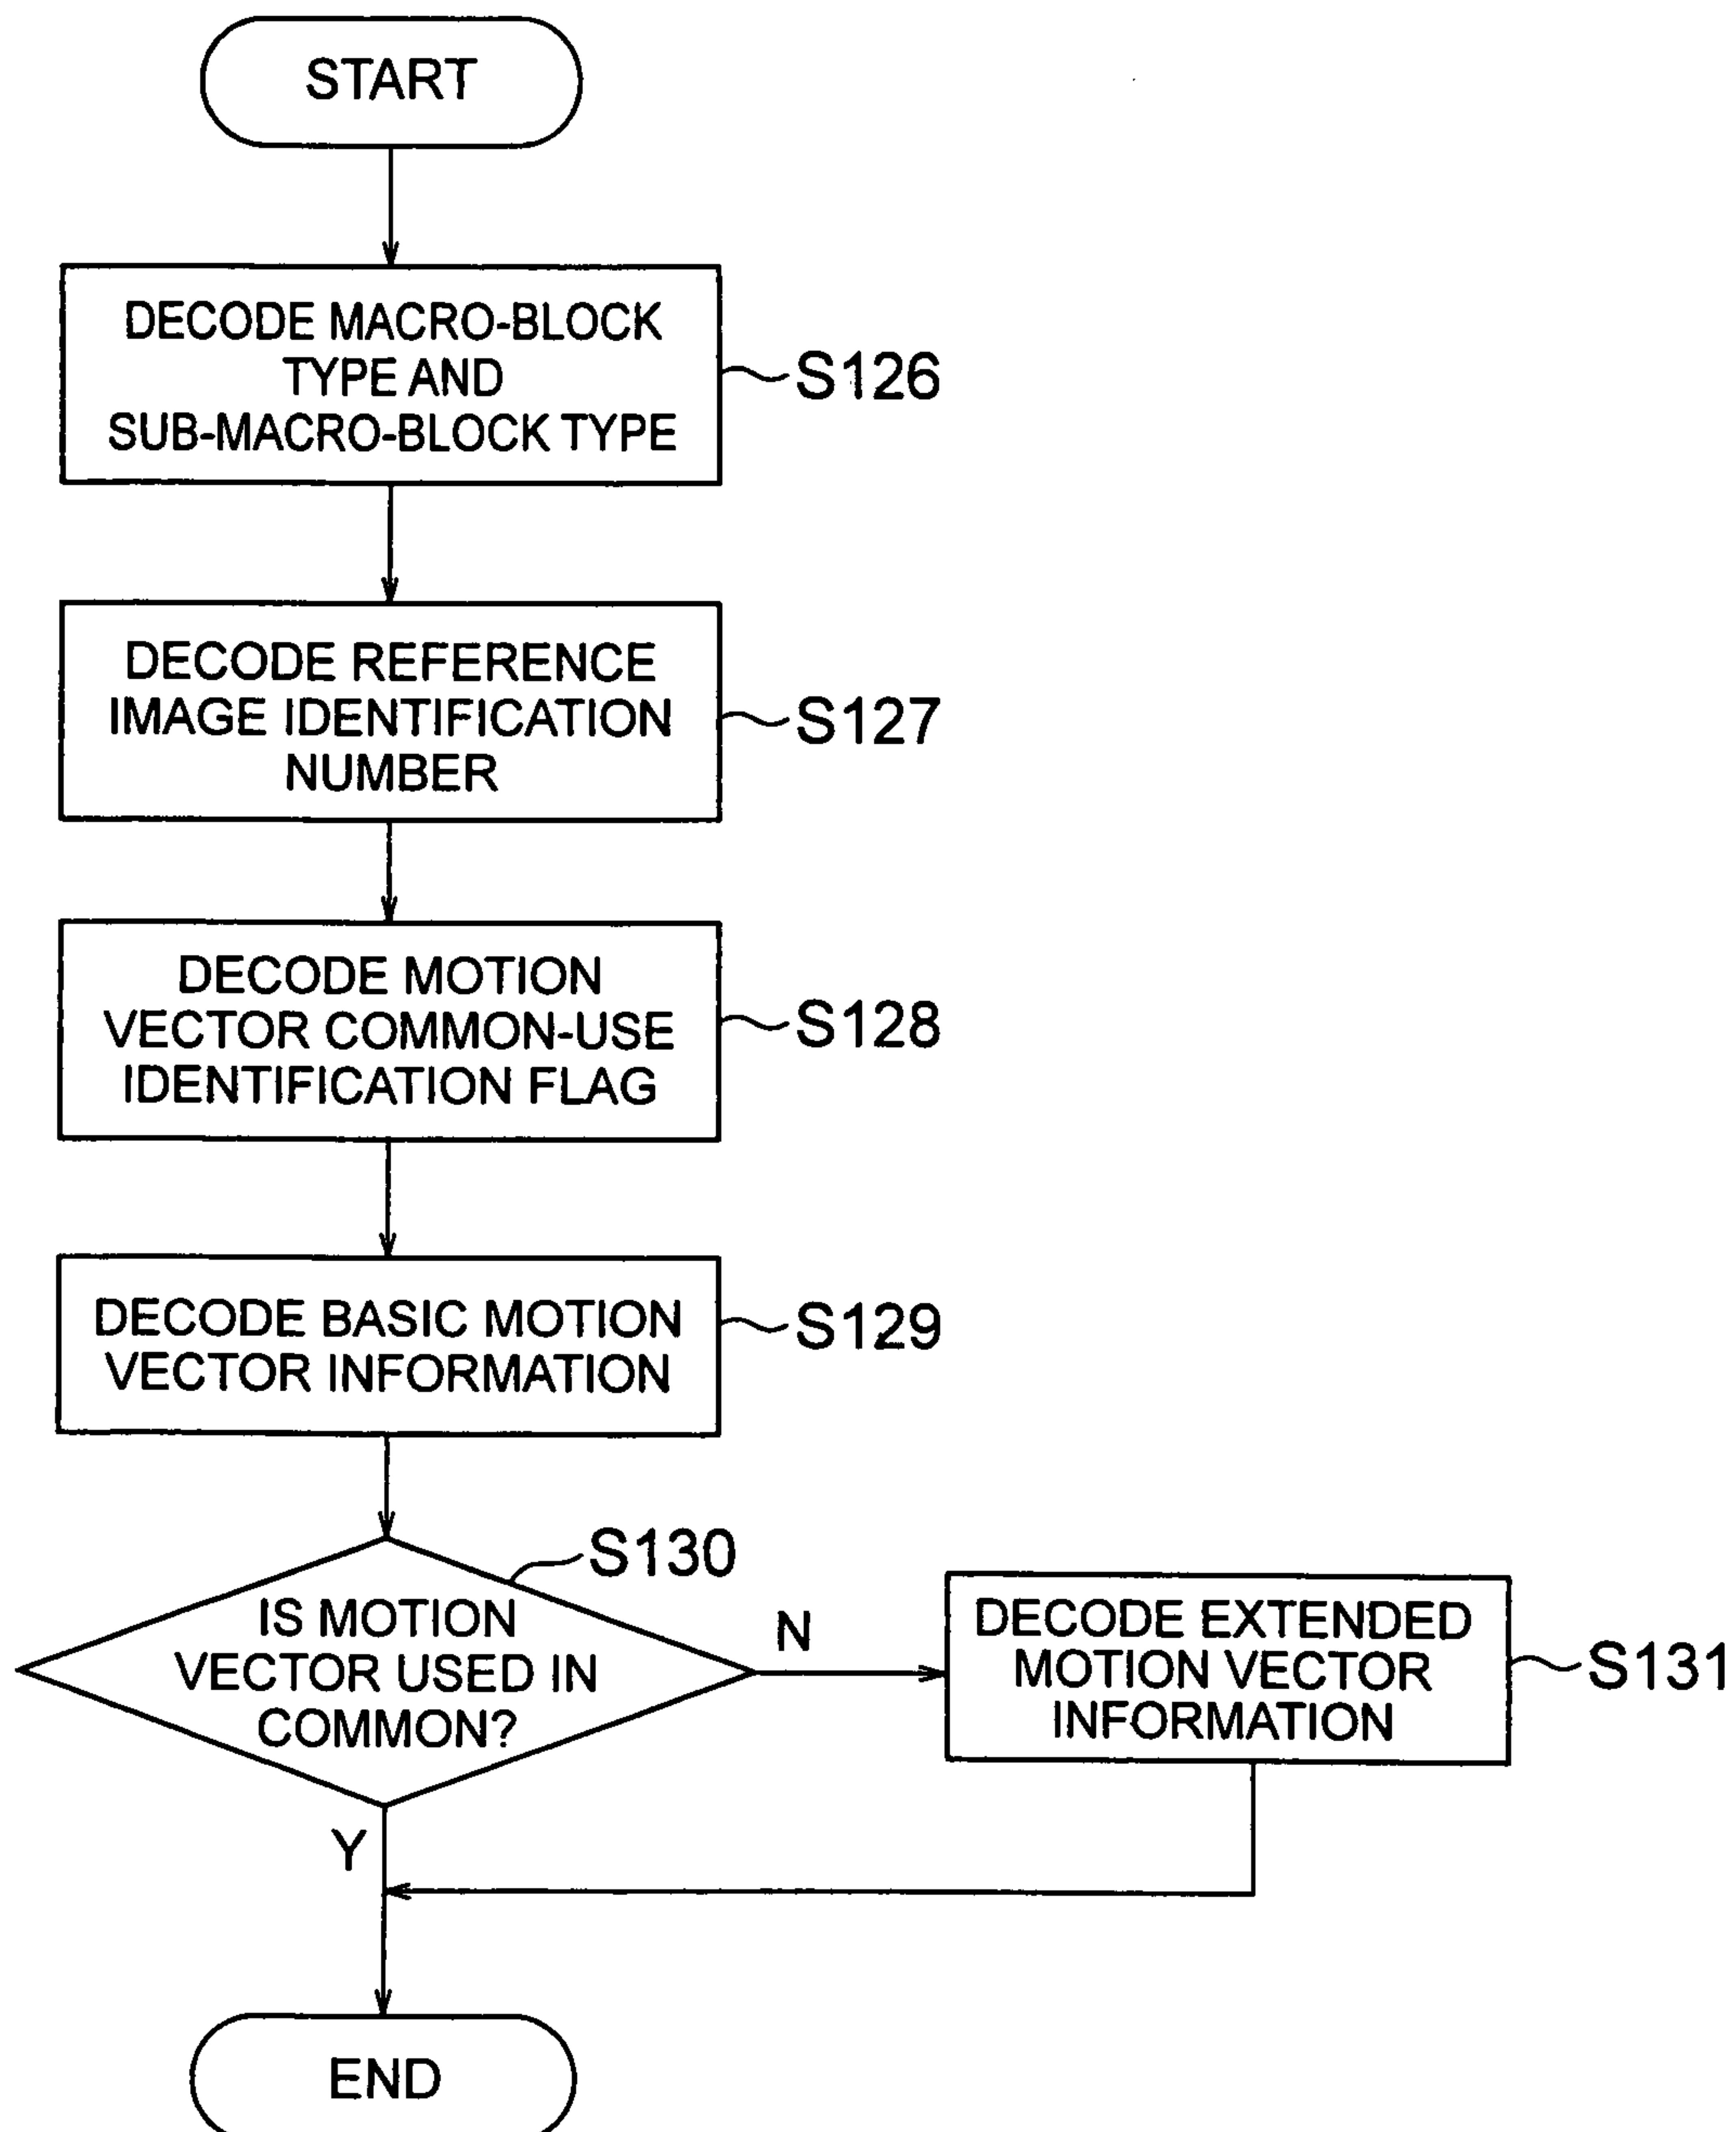 START
DECODE MACRO-BLOCK
TYPE AND
SUB-MACRO-BLOCK TYPE
S126
DECODE REFERENCE
IMAGE IDENTIFICATION
NUMBER
S127
DECODE MOTION
VECTOR COMMON-USE
IDENTIFICATION FLAG
S128
DECODE BASIC MOTION
VECTOR INFORMATION
S129
S130
IS MOTION
VECTOR USED IN
COMMON?
N
DECODE EXTENDED
MOTION VECTOR
INFORMATION
S131
Y
END